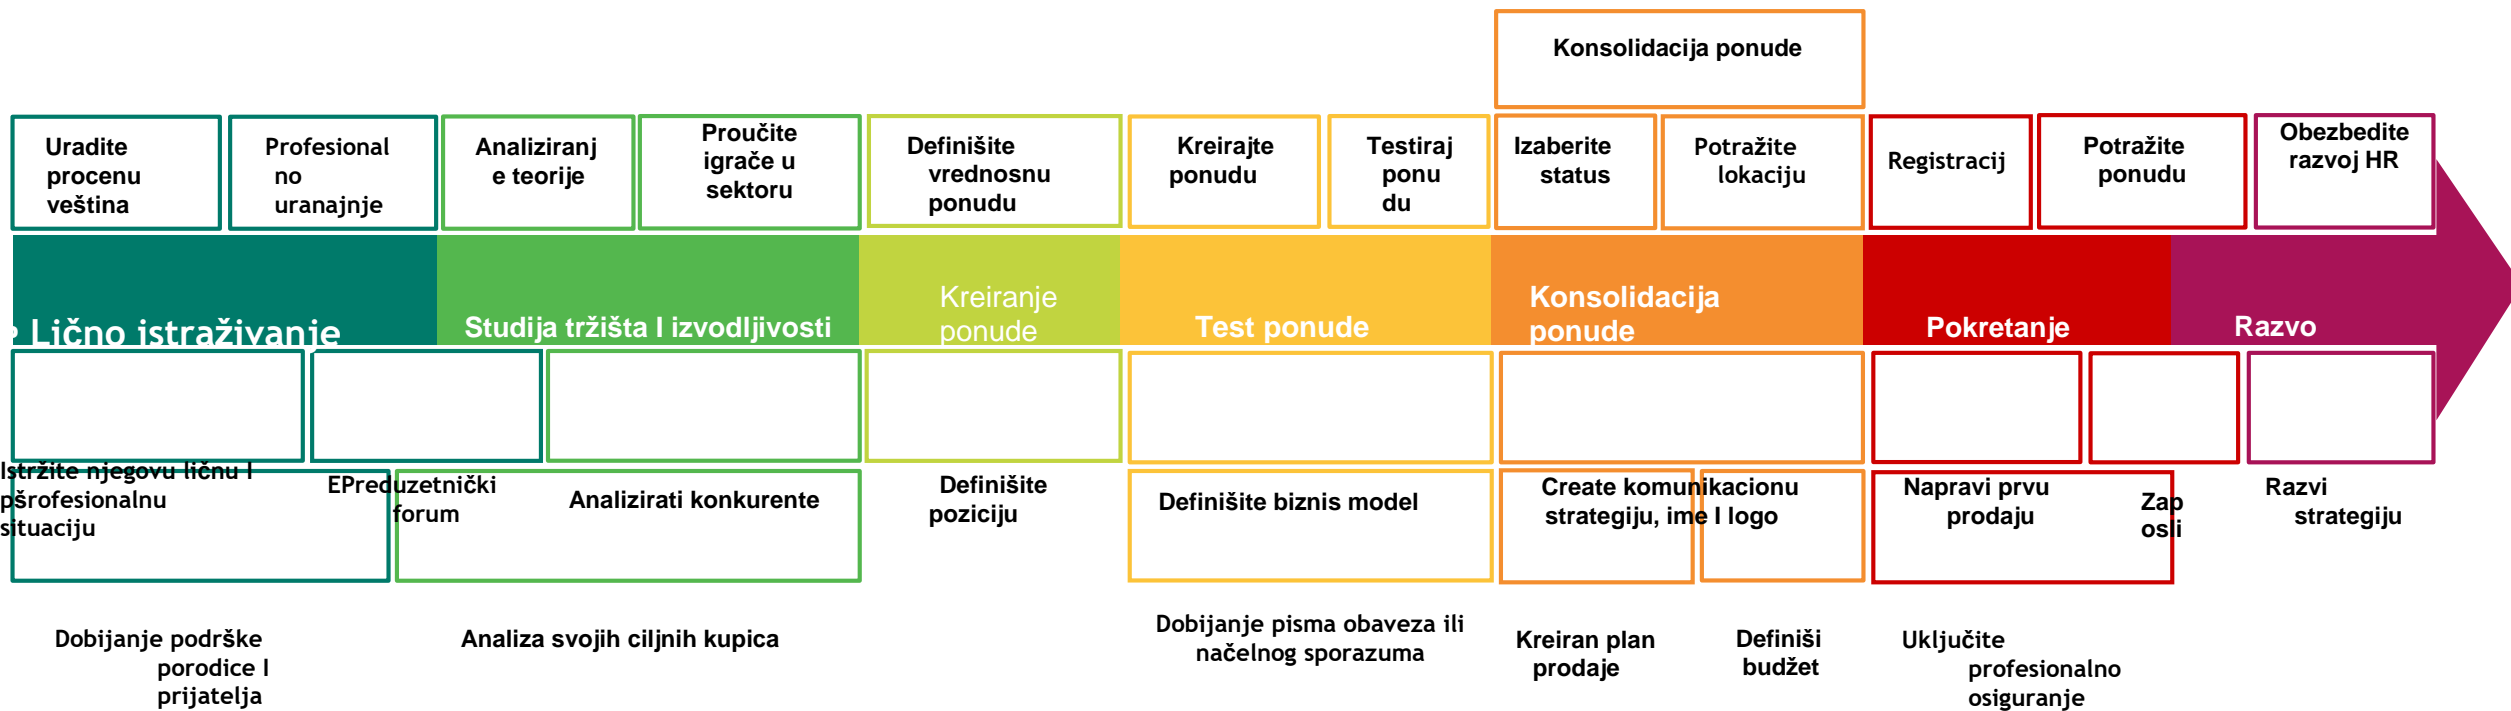 Konsolidacija ponude
Uradite
procenu
veština
Profesional
no
uranajnje
Analiziranj
e teorije
Proučite
igrače u
sektoru
Definišite
vrednosnu
ponudu
Kreirajte
ponudu
Testiraj
ponu
du
Izaberite
status
Potražite
lokaciju
Registracij
Potražite
ponudu
Obezbedite
razvoj HR
Lično istraživanje
Studija tržišta I izvodljivosti
Kreiranje
ponude
Test ponude
Konsolidacija
ponude
Pokretanje
Razvo
Istržite njegovu ličnu I
pšrofesionalnu
situaciju
EPreduzetnički
forum
Analizirati konkurente
Definišite
poziciju
Definišite biznis model
Create komunikacionu
strategiju, ime I logo
Napravi prvu
prodaju
Zap
osli
Razvi
strategiju
Dobijanje podrške
porodice I
prijatelja
Analiza svojih ciljnih kupica
Dobijanje pisma obaveza ili
načelnog sporazuma
Kreiran plan
prodaje
Definiši
budžet
Uključite
profesionalno
osiguranje